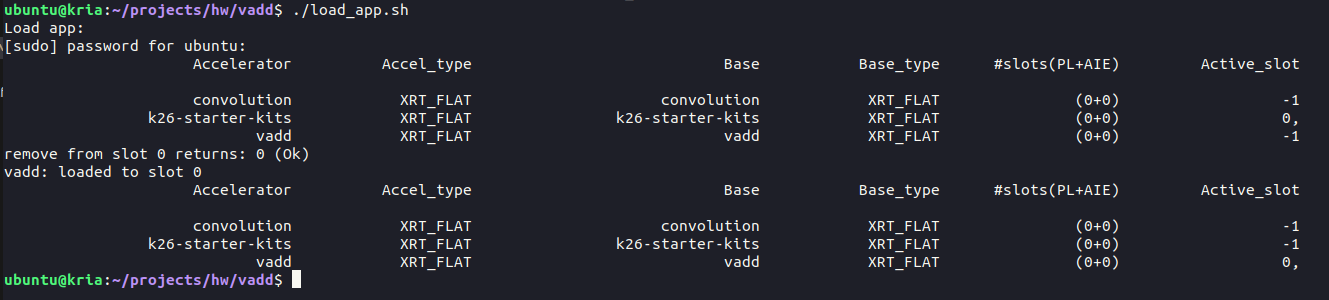 ubuntu@kria:~/projects/hw/vadd$ ./load_app.sh
Load app:
[sudo] password for ubuntu:
Accelerator Accel_type Base Base_type #slots(PL+AIE) Active_slot
convolution XRT_FLAT convolution XRT_FLAT (0+0) -1
k26-starter-kits XRT_FLAT k26-starter-kits XRT_FLAT (0+0) 0,
vadd XRT_FLAT vadd XRT_FLAT (0+0) -1
remove from slot 0 returns: 0 (Ok)
vadd: loaded to slot 0
Accelerator Accel_type Base Base_type #slots(PL+AIE) Active_slot
convolution XRT_FLAT convolution XRT_FLAT (0+0) -1
k26-starter-kits XRT_FLAT k26-starter-kits XRT_FLAT (0+0) -1
vadd XRT_FLAT vadd XRT_FLAT (0+0) 0,
ubuntu@kria:~/projects/hw/vadd$